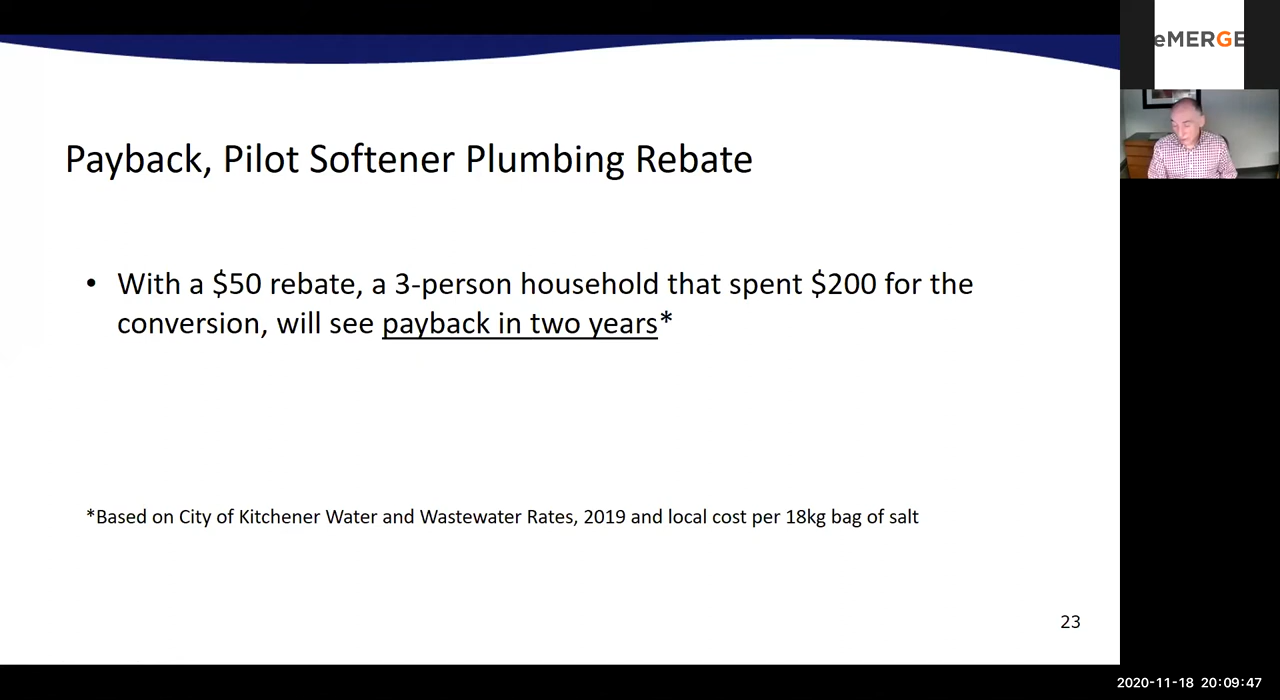 eMERGE
Payback, Pilot Softener Plumbing Rebate
• With a $50 rebate, a 3-person household that spent $200 for the
conversion, will see payback in two years*
*Based on City of Kitchener Water and Wastewater Rates, 2019 and local cost per 18kg bag of salt
23
2020-11-18 20:09:47